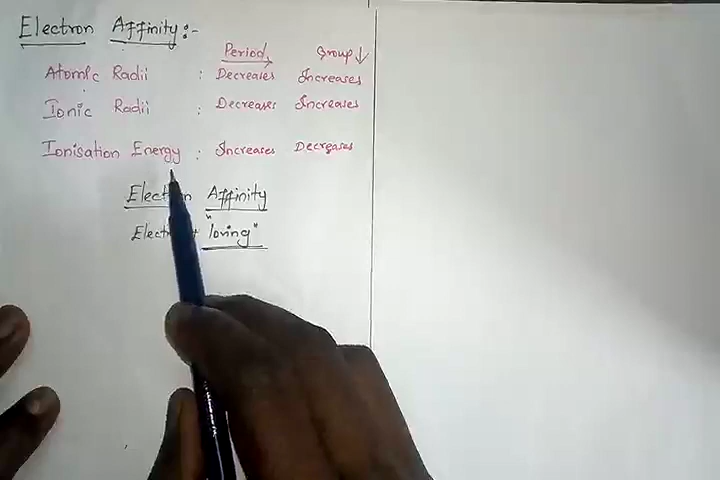 Electron Affinity:-
Period → Group ↓
Atomic Radii : Decreases Increases
Ionic Radii : Decreases Increases
Ionisation Energy : Increases Decreases
Affinity
"loving"